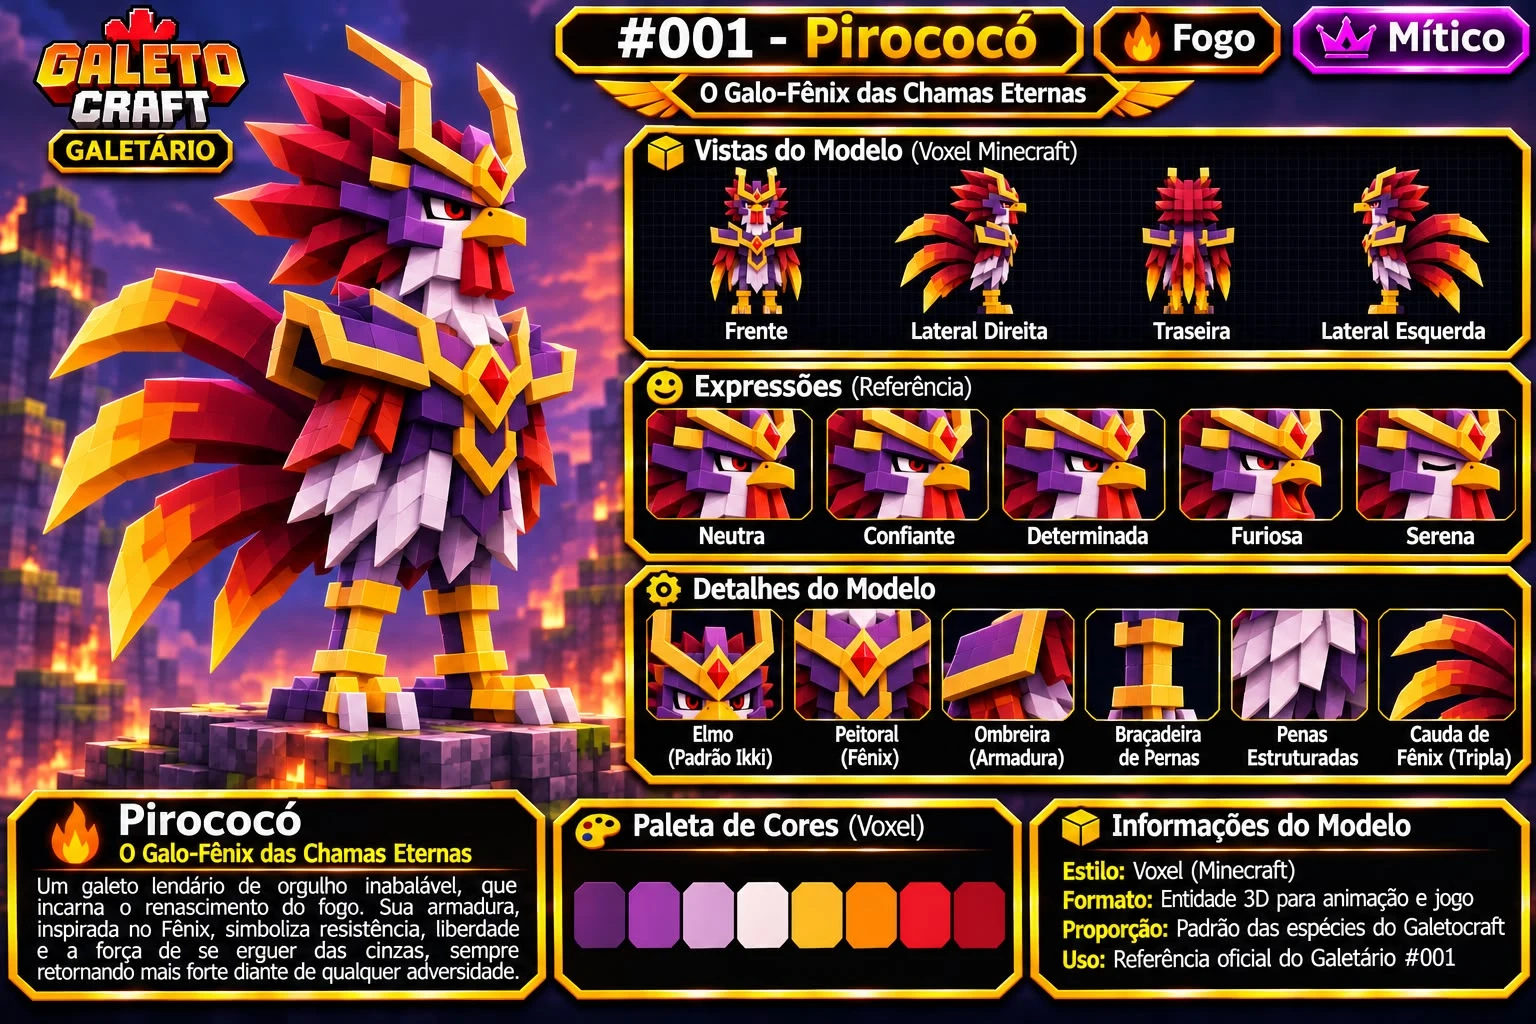 GALETO
CRAFT
GALETÁRIO
#001 - Pirococó
Fogo
Mítico
O Galo-Fênix das Chamas Eternas
Vistas do Modelo (Voxel Minecraft)
Frente
Lateral Direita
Traseira
Lateral Esquerda
Expressões (Referência)
Neutra
Confiante
Determinada
Furiosa
Serena
Detalhes do Modelo
Elmo
(Padrão Ikki)
Peitoral
(Fênix)
Ombreira
(Armadura)
Braçadeira
de Pernas
Penas
Estruturadas
Cauda de
Fênix (Tripla)
Pirococó
O Galo-Fênix das Chamas Eternas
Um galeto lendário de orgulho inabalável, que
incarna o renascimento do fogo. Sua armadura,
inspirada no Fênix, simboliza resistência, liberdade
e a força de se erguer das cinzas, sempre
retornando mais forte diante de qualquer adversidade.
Paleta de Cores (Voxel)
Informações do Modelo
Estilo: Voxel (Minecraft)
Formato: Entidade 3D para animação e jogo
Proporção: Padrão das espécies do Galetocraft
Uso: Referência oficial do Galetário #001